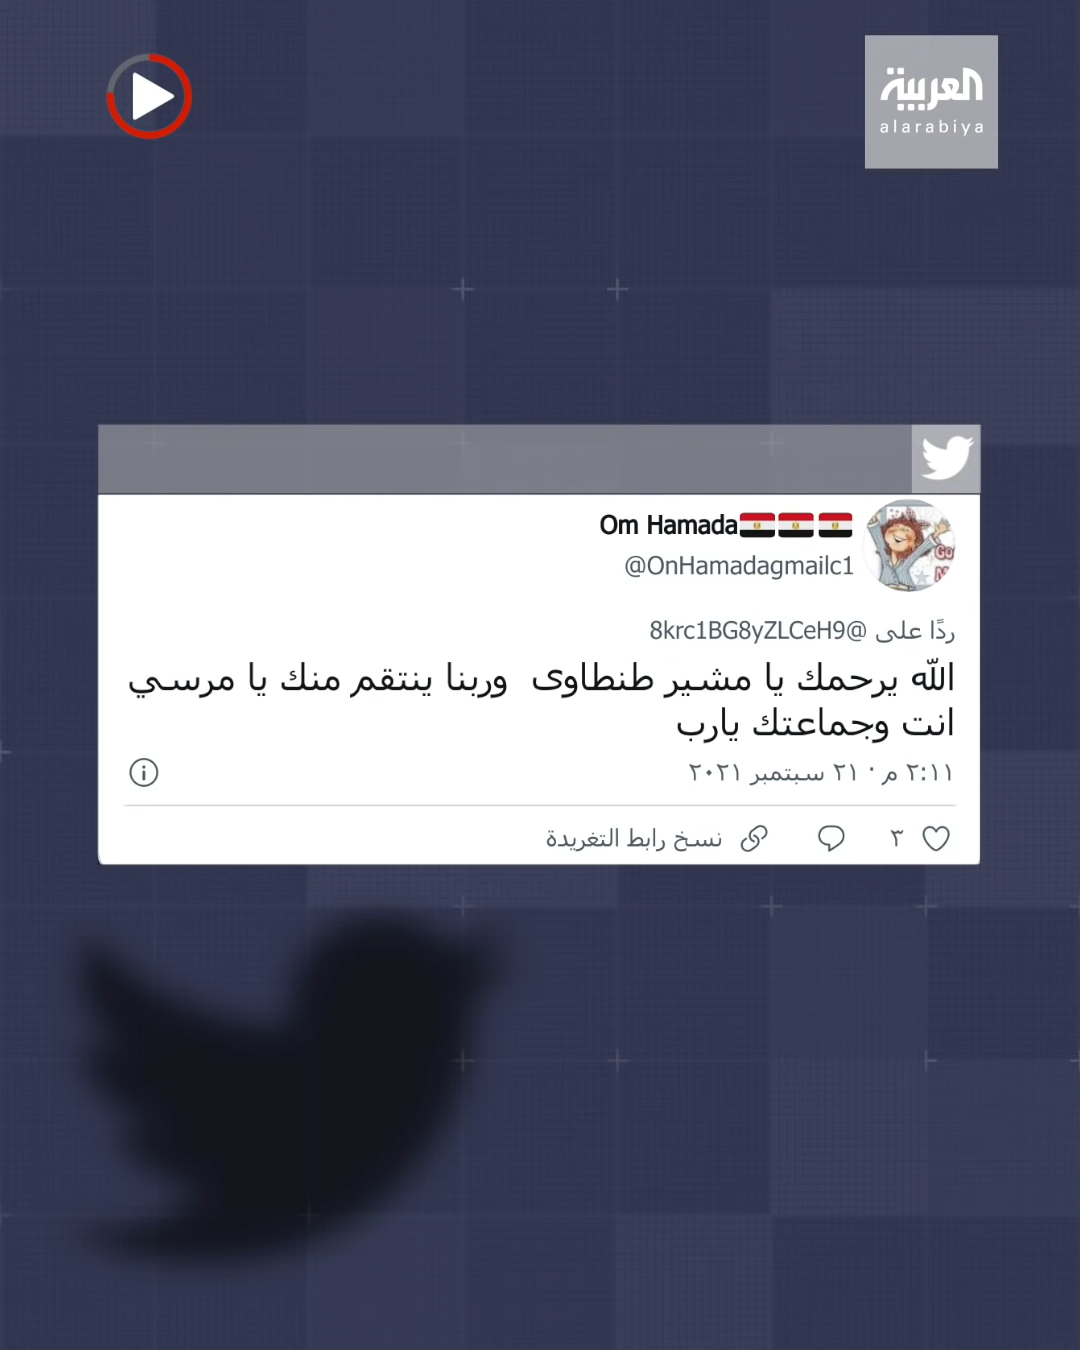 العربية
alarabiya
Om Hamada🇪🇬🇪🇬🇪🇬
@OnHamadagmailc1
ردًا على @8krc1BG8yZLCeH9
الله يرحمك يا مشير طنطاوى وربنا ينتقم منك يا مرسي
انت وجماعتك يارب
٢:١١ م · ٢١ سبتمبر ٢٠٢١
٣ نسخ رابط التغريدة